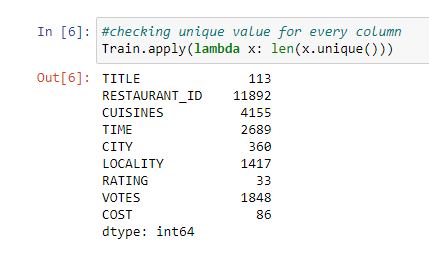 In [6]: #checking unique value for every column
Train.apply(lambda x: len(x.unique()))
Out[6]: TITLE 113
RESTAURANT_ID 11892
CUISINES 4155
TIME 2689
CITY 360
LOCALITY 1417
RATING 33
VOTES 1848
COST 86
dtype: int64